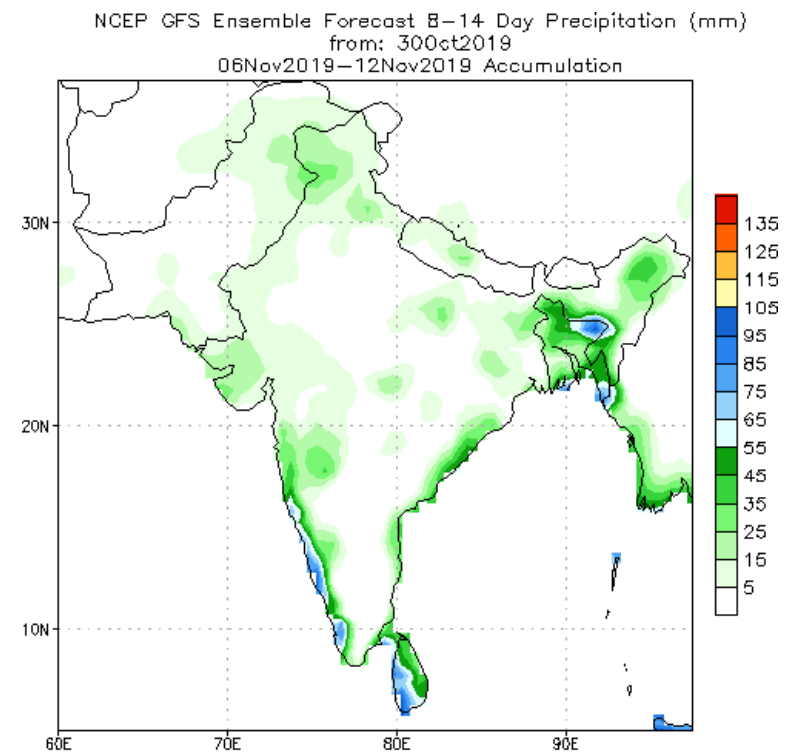 NCEP GFS Ensemble Forecast 8-14 Day Precipitation (mm)
from: 30Oct2019
06Nov2019-12Nov2019 Accumulation
30N
20N
10N
60E 70E 80E 90E
135
125
115
105
95
85
75
65
55
45
35
25
15
5